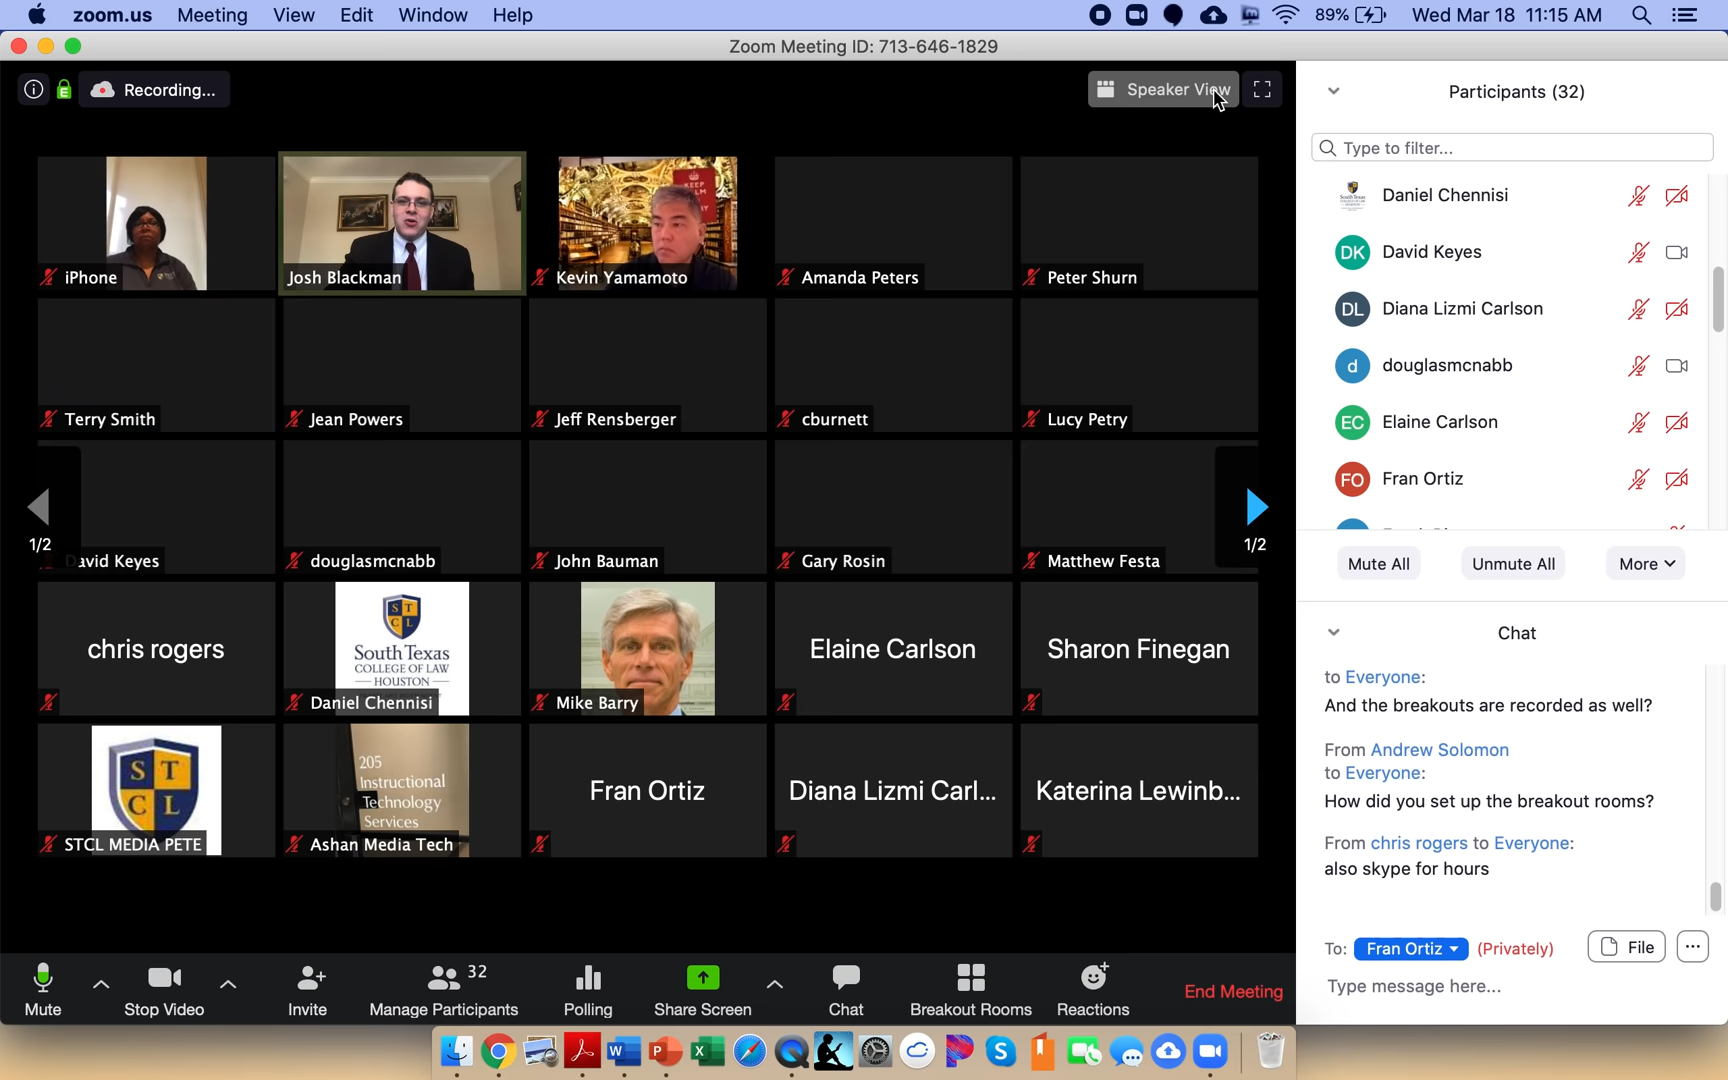 zoom.us Meeting View Edit Window Help 89% Wed Mar 18 11:15 AM
Zoom Meeting ID: 713-646-1829
Recording...
Speaker View
iPhone
Josh Blackman
KEEP
Kevin Yamamoto
Amanda Peters
Peter Shurn
Terry Smith
Jean Powers
Jeff Rensberger
cburnett
Lucy Petry
1/2
David Keyes
douglasmcnabb
John Bauman
Gary Rosin
Matthew Festa
1/2
chris rogers
S T
C L
South Texas
COLLEGE OF LAW
HOUSTON
Daniel Chennisi
Mike Barry
Elaine Carlson
Sharon Finegan
S T
C L
STCL MEDIA PETE
205
Instructional
Technology
Services
Ashan Media Tech
Fran Ortiz
Diana Lizmi Carl...
Katerina Lewinb...
Mute
Stop Video
Invite
32
Manage Participants
Polling
Share Screen
Chat
Breakout Rooms
Reactions
End Meeting
Participants (32)
Type to filter...
Daniel Chennisi
DK David Keyes
DL Diana Lizmi Carlson
d douglasmcnabb
EC Elaine Carlson
FO Fran Ortiz
Mute All Unmute All More
Chat
to Everyone:
And the breakouts are recorded as well?
From Andrew Solomon
to Everyone:
How did you set up the breakout rooms?
From chris rogers to Everyone:
also skype for hours
To: Fran Ortiz (Privately) File
Type message here...